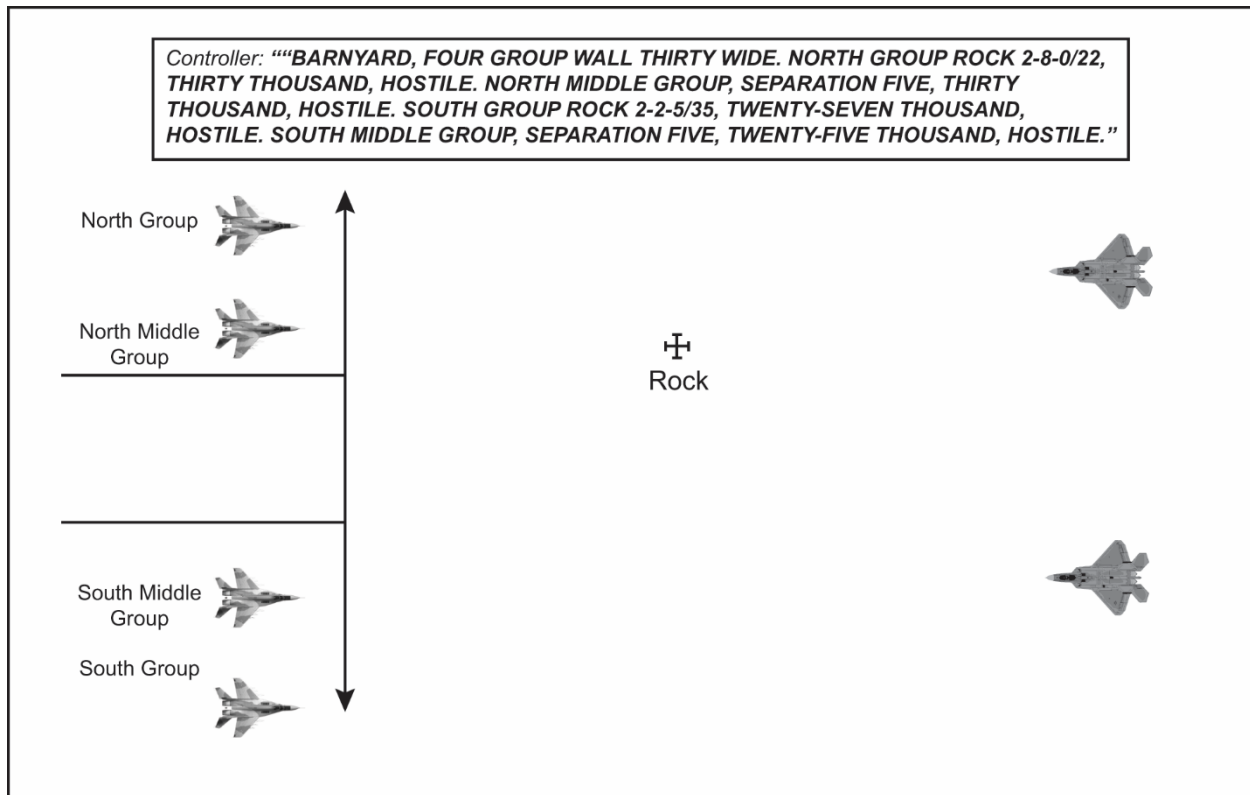 Controller: ““BARNYARD, FOUR GROUP WALL THIRTY WIDE. NORTH GROUP ROCK 2-8-0/22,
THIRTY THOUSAND, HOSTILE. NORTH MIDDLE GROUP, SEPARATION FIVE, THIRTY
THOUSAND, HOSTILE. SOUTH GROUP ROCK 2-2-5/35, TWENTY-SEVEN THOUSAND,
HOSTILE. SOUTH MIDDLE GROUP, SEPARATION FIVE, TWENTY-FIVE THOUSAND, HOSTILE.”
North Group
North Middle
Group
Rock
South Middle
Group
South Group